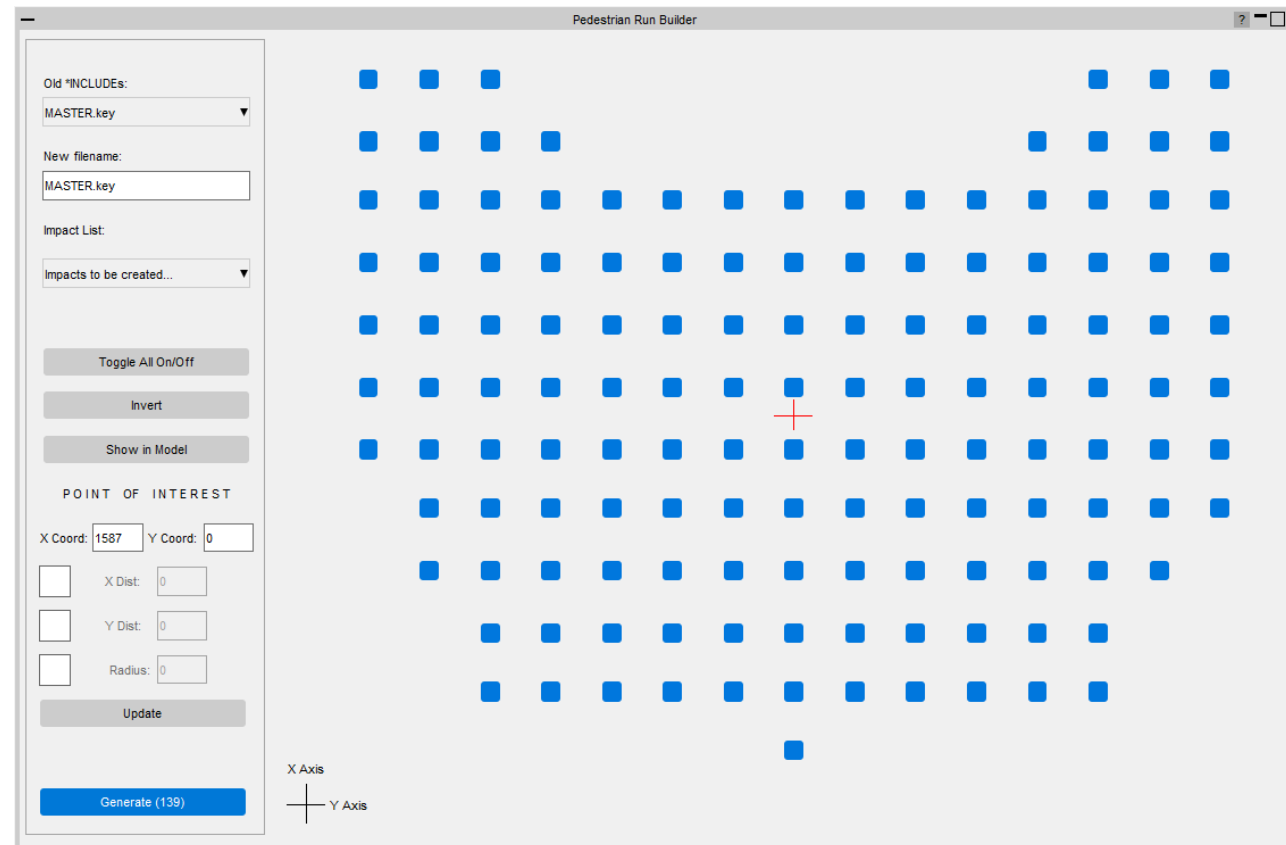 Pedestrian Run Builder
?
Old *INCLUDEs:
MASTER.key
New filename:
MASTER.key
Impact List:
Impacts to be created...
Toggle All On/Off
Invert
Show in Model
POINT OF INTEREST
X Coord: 1587 Y Coord: 0
X Dist: 0
Y Dist: 0
Radius: 0
Update
Generate (139)
X Axis
Y Axis